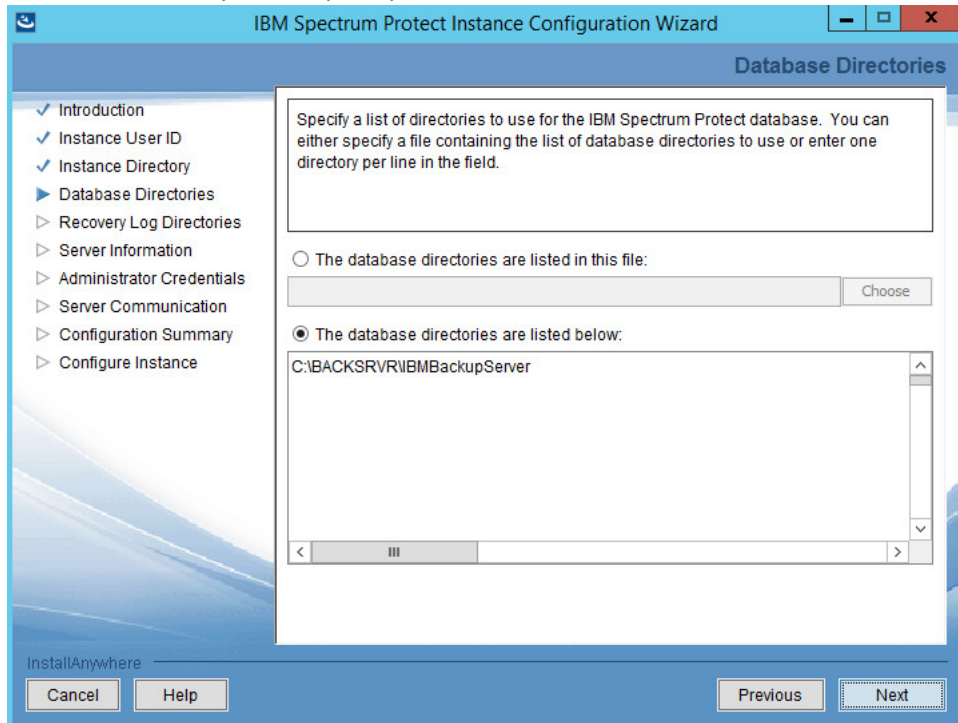 IBM Spectrum Protect Instance Configuration Wizard
Database Directories
Introduction
Instance User ID
Instance Directory
Database Directories
Recovery Log Directories
Server Information
Administrator Credentials
Server Communication
Configuration Summary
Configure Instance
Specify a list of directories to use for the IBM Spectrum Protect database. You can
either specify a file containing the list of database directories to use or enter one
directory per line in the field.
The database directories are listed in this file:
Choose
The database directories are listed below:
C:\BACKSRVR\IBMBackupServer
InstallAnywhere
Cancel
Help
Previous
Next